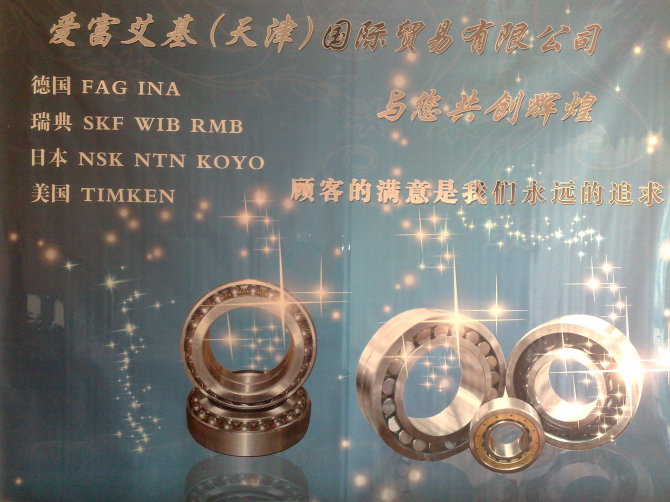 爱富艾基(天津)国际贸易有限公司
德国 FAG INA
与您共创辉煌
瑞典 SKF WIB RMB
日本 NSK NTN KOYO
美国 TIMKEN
顾客的满意是我们永远的追求